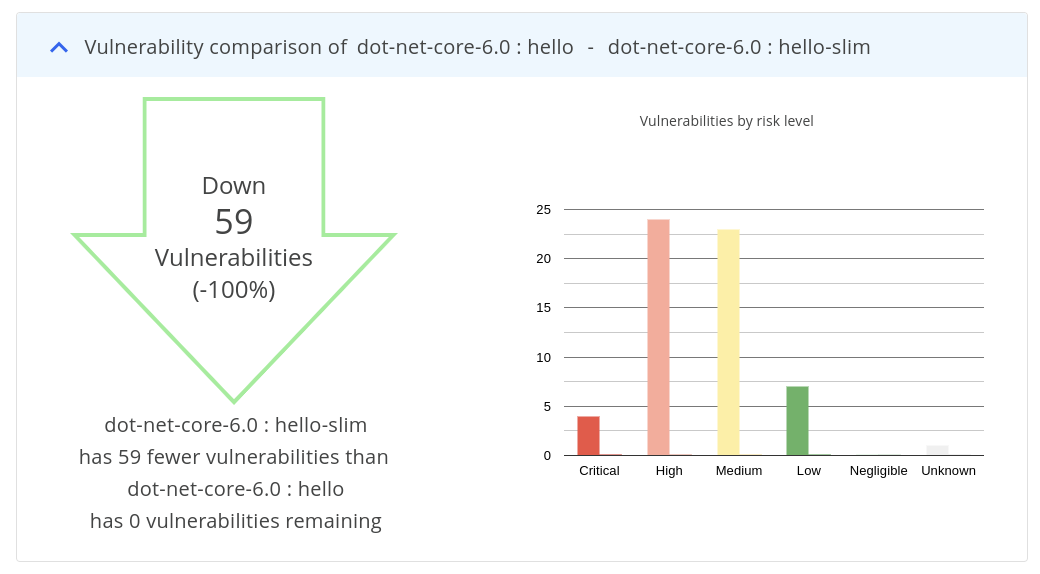 Vulnerability comparison of dot-net-core-6.0 : hello - dot-net-core-6.0 : hello-slim
Down
59
Vulnerabilities
(-100%)
dot-net-core-6.0 : hello-slim
has 59 fewer vulnerabilities than
dot-net-core-6.0 : hello
has 0 vulnerabilities remaining
Vulnerabilities by risk level
25
20
15
10
5
0
Critical High Medium Low Negligible Unknown